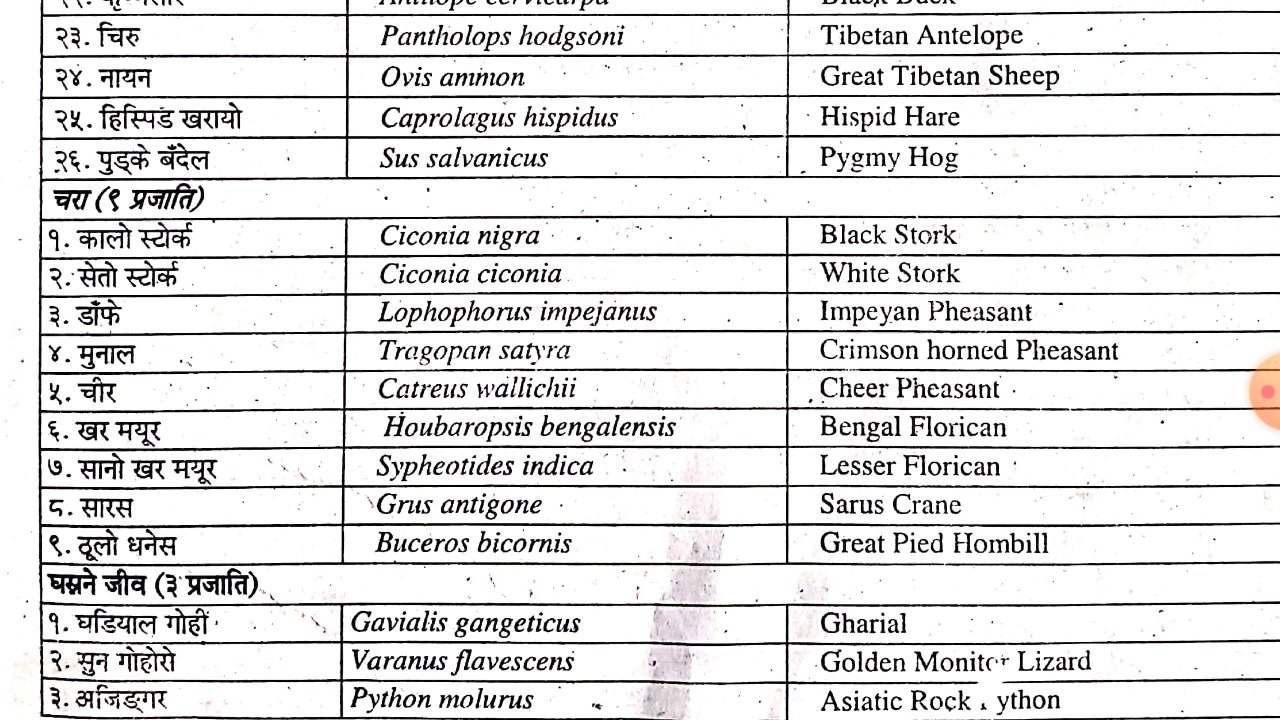 २३. चिरु Pantholops hodgsoni Tibetan Antelope
२४. नायन Ovis ammon Great Tibetan Sheep
२५. हिस्पिड खरायो Caprolagus hispidus Hispid Hare
२६. पुड्के बँदेल Sus salvanicus Pygmy Hog
चरा (९ प्रजाति)
१. कालो स्टोर्क Ciconia nigra Black Stork
२. सेतो स्टोर्क Ciconia ciconia White Stork
३. डाँफे Lophophorus impejanus Impeyan Pheasant
४. मुनाल Tragopan satyra Crimson horned Pheasant
५. चीर Catreus wallichii Cheer Pheasant
६. खर मयूर Houbaropsis bengalensis Bengal Florican
७. सानो खर मयूर Sypheotides indica Lesser Florican
८. सारस Grus antigone Sarus Crane
९. ठूलो धनेस Buceros bicornis Great Pied Hombill
घस्रने जीव (३ प्रजाति)
१. घडियाल गोहीं Gavialis gangeticus Gharial
२. सुन गोहोरो Varanus flavescens Golden Monitor Lizard
३. अजिङ्गर Python molurus Asiatic Rock ython